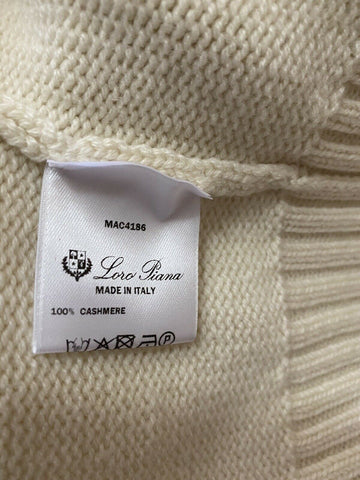 MAC4186
Loro Piana
MADE IN ITALY
100% CASHMERE